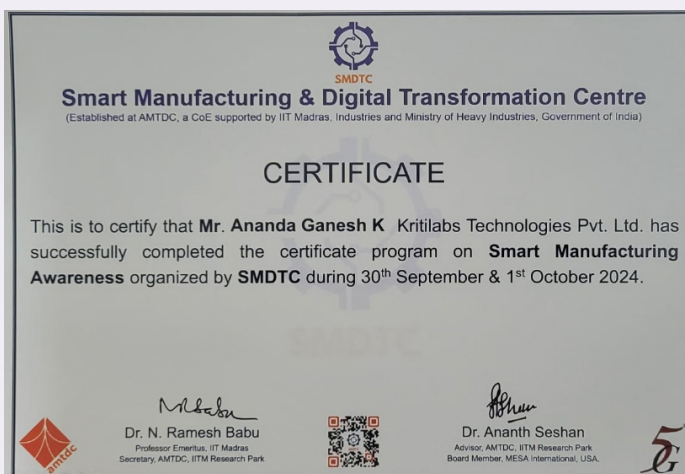 SMDTC
Smart Manufacturing & Digital Transformation Centre
(Established at AMTDC, a CoE supported by IIT Madras, Industries and Ministry of Heavy Industries, Government of India)
CERTIFICATE
This is to certify that Mr. Ananda Ganesh K Kritilabs Technologies Pvt. Ltd. has
successfully completed the certificate program on Smart Manufacturing
Awareness organized by SMDTC during 30th September & 1st October 2024.
SMDTC
Dr. N. Ramesh Babu
Professor Emeritus, IIT Madras
Secretary, AMTDC, IITM Research Park
Dr. Ananth Seshan
Advisor, AMTDC, IITM Research Park
Board Member, MESA International, USA.
amtdc
5G